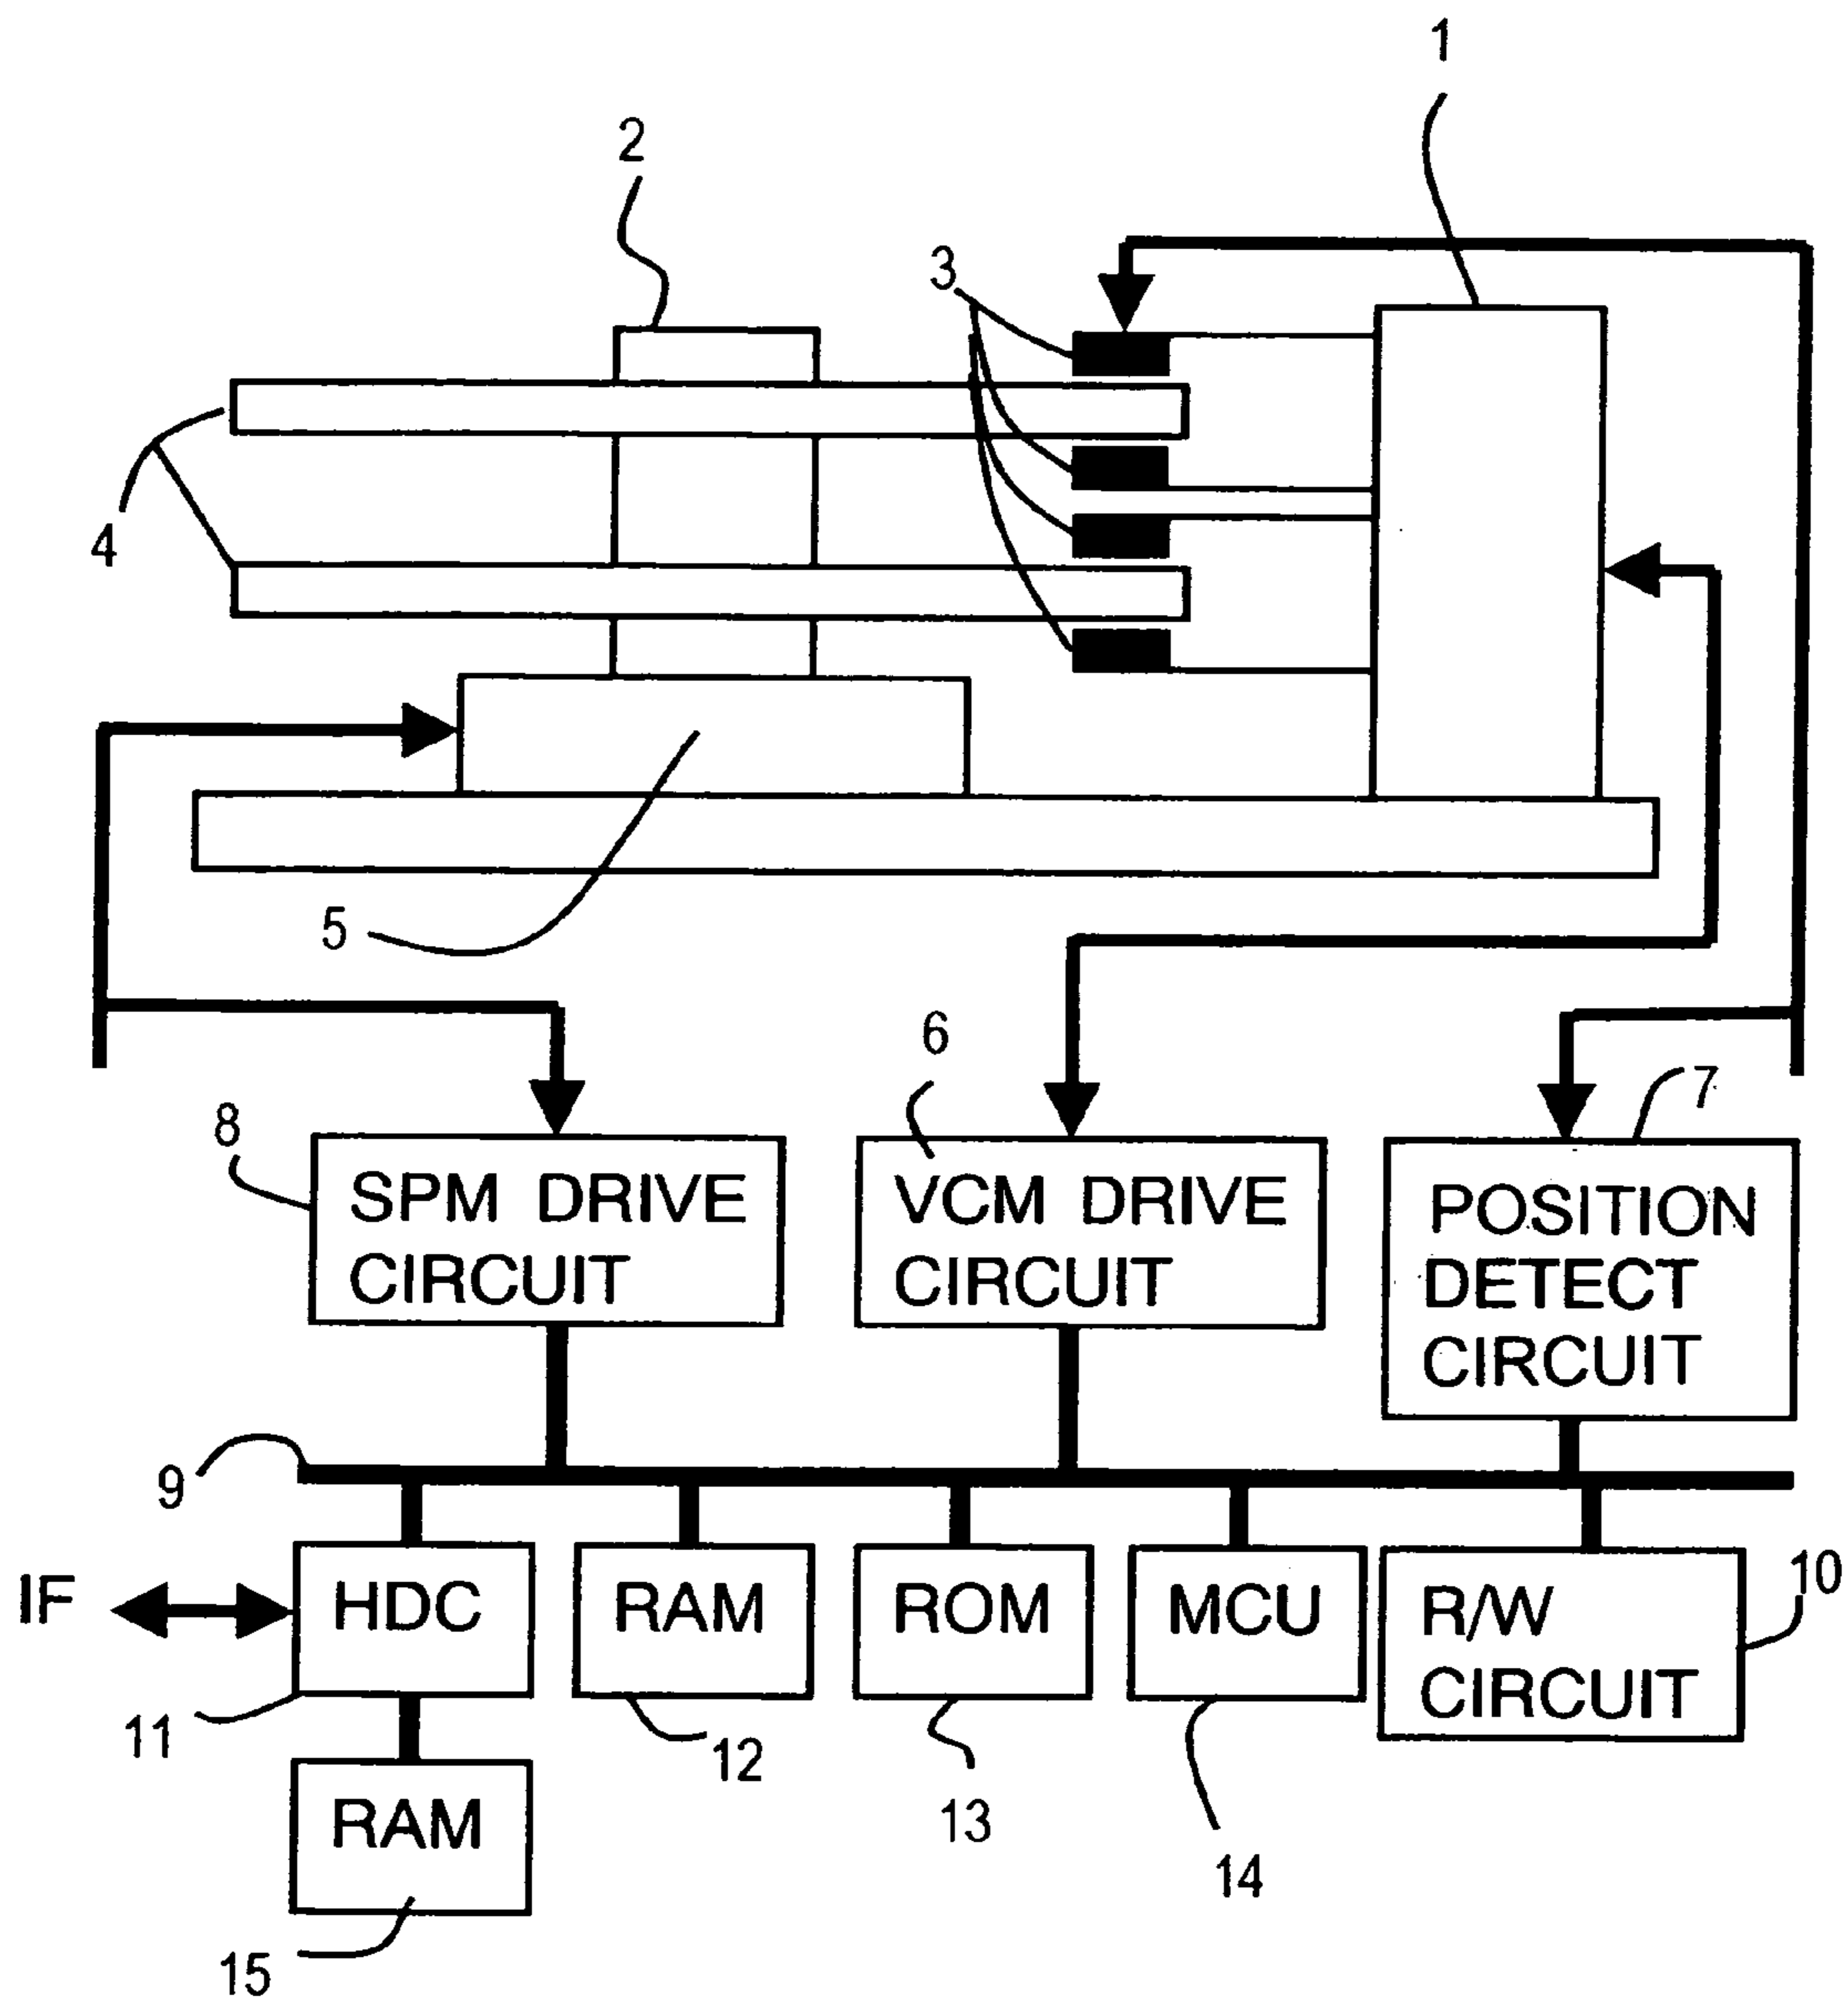 1
2
3
4
5
6
7
8
SPM DRIVE
CIRCUIT
VCM DRIVE
CIRCUIT
POSITION
DETECT
CIRCUIT
9
IF
HDC
RAM
ROM
MCU
R/W
CIRCUIT
10
11
12
13
14
RAM
15